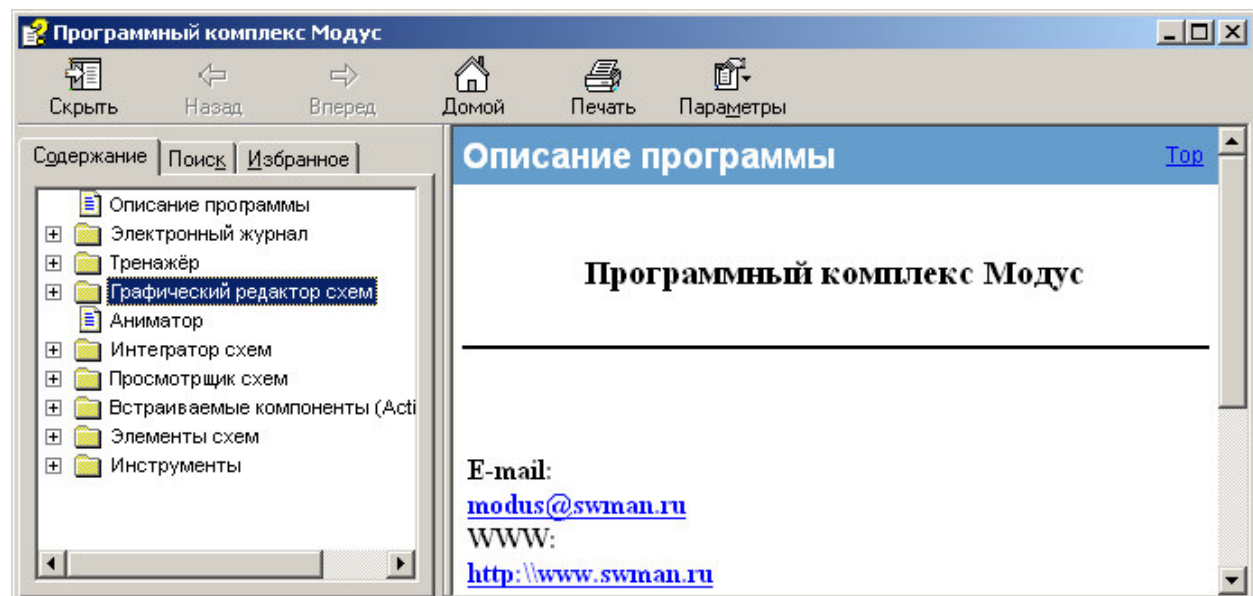 Программный комплекс Модус
Скрыть Назад Вперед Домой Печать Параметры
Содержание Поиск Избранное
Описание программы
Электронный журнал
Тренажёр
Графический редактор схем
Аниматор
Интегратор схем
Просмотрщик схем
Встраиваемые компоненты (Acti
Элементы схем
Инструменты
Описание программы Top
Программный комплекс Модус
E-mail:
modus@swman.ru
WWW:
http:\\www.swman.ru